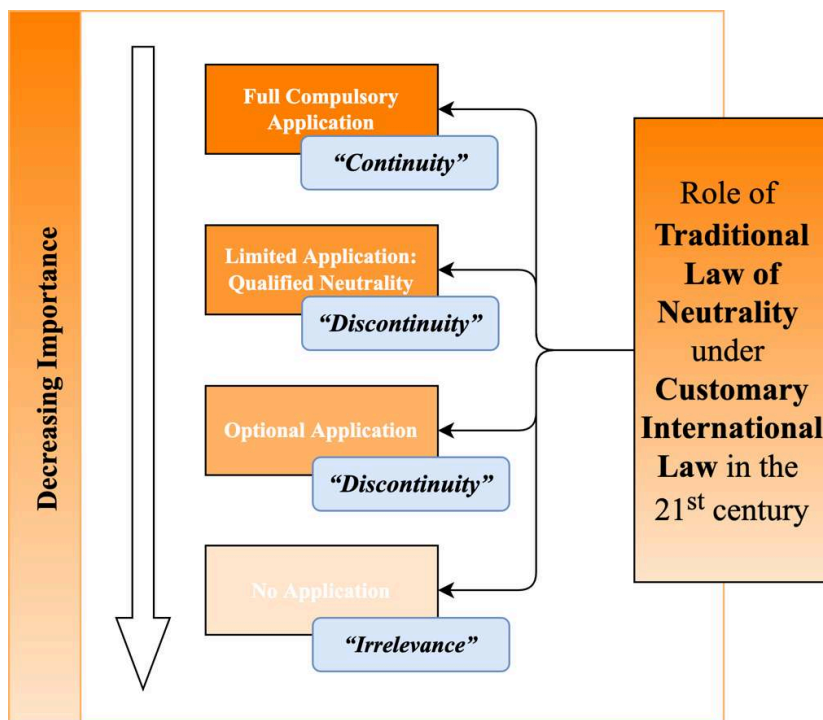 Decreasing Importance
Full Compulsory
Application
“Continuity”
Limited Application:
Qualified Neutrality
“Discontinuity”
Optional Application
“Discontinuity”
No Application
“Irrelevance”
Role of
Traditional
Law of
Neutrality
under
Customary
International
Law in the
21st century